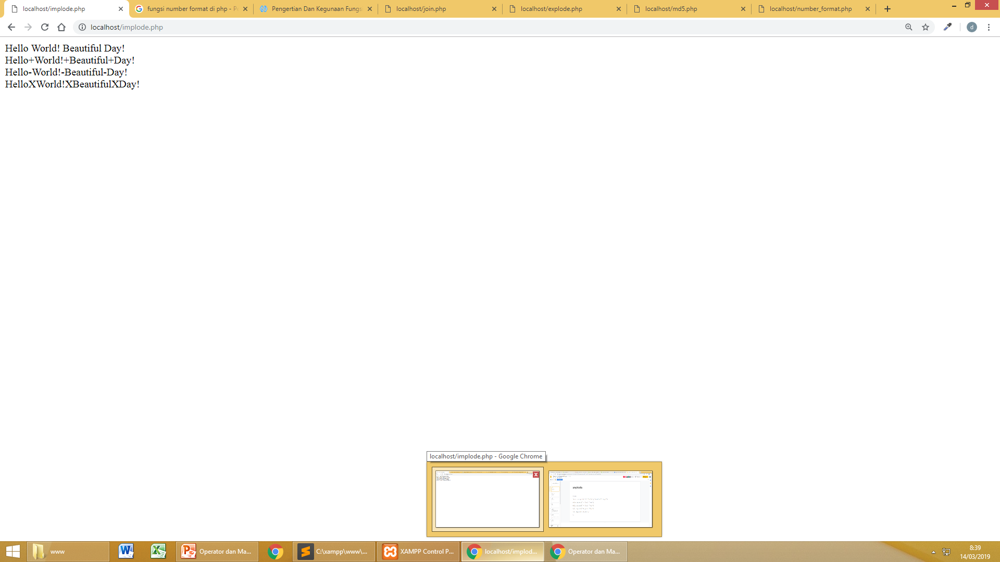 localhost/implode.php
fungsi number format di php - P
Pengertian Dan Kegunaan Fungs
localhost/join.php
localhost/explode.php
localhost/md5.php
localhost/number_format.php
localhost/implode.php
d
Hello World! Beautiful Day!
Hello+World!+Beautiful+Day!
Hello-World!-Beautiful-Day!
HelloXWorld!XBeautifulXDay!
localhost/implode.php - Google Chrome
implode
www
Operator dan Ma...
C:\xampp\www\...
XAMPP Control P...
localhost/implod...
Operator dan Ma...
8:39
14/03/2019